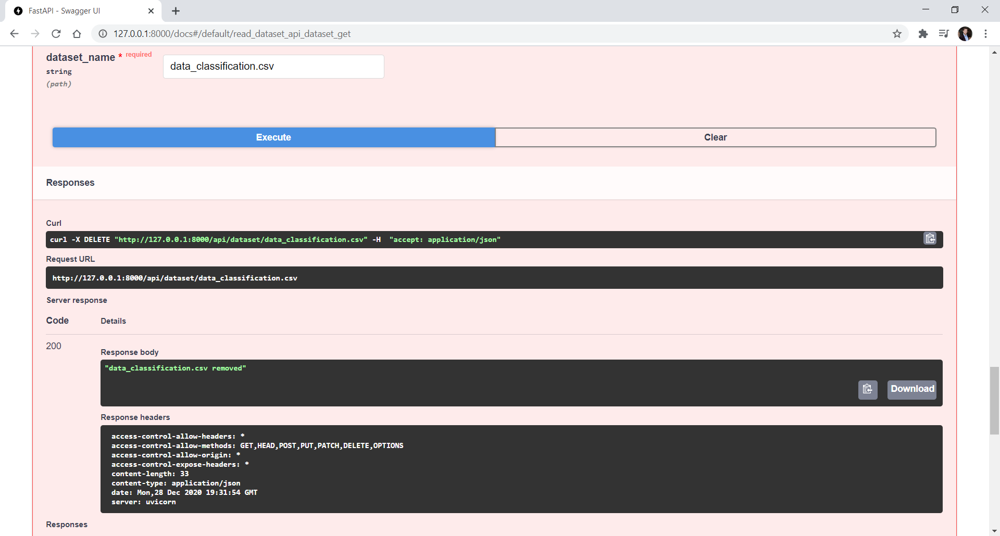 FastAPI - Swagger UI
127.0.0.1:8000/docs#/default/read_dataset_api_dataset_get
dataset_name * required
data_classification.csv
string
(path)
Execute
Clear
Responses
Curl
curl -X DELETE "http://127.0.0.1:8000/api/dataset/data_classification.csv" -H  "accept: application/json"
Request URL
http://127.0.0.1:8000/api/dataset/data_classification.csv
Server response
Code
Details
200
Response body
"data_classification.csv removed"
Download
Response headers
access-control-allow-headers: *
access-control-allow-methods: GET,HEAD,POST,PUT,PATCH,DELETE,OPTIONS
access-control-allow-origin: *
access-control-expose-headers: *
content-length: 33
content-type: application/json
date: Mon,28 Dec 2020 19:31:54 GMT
server: uvicorn
Responses